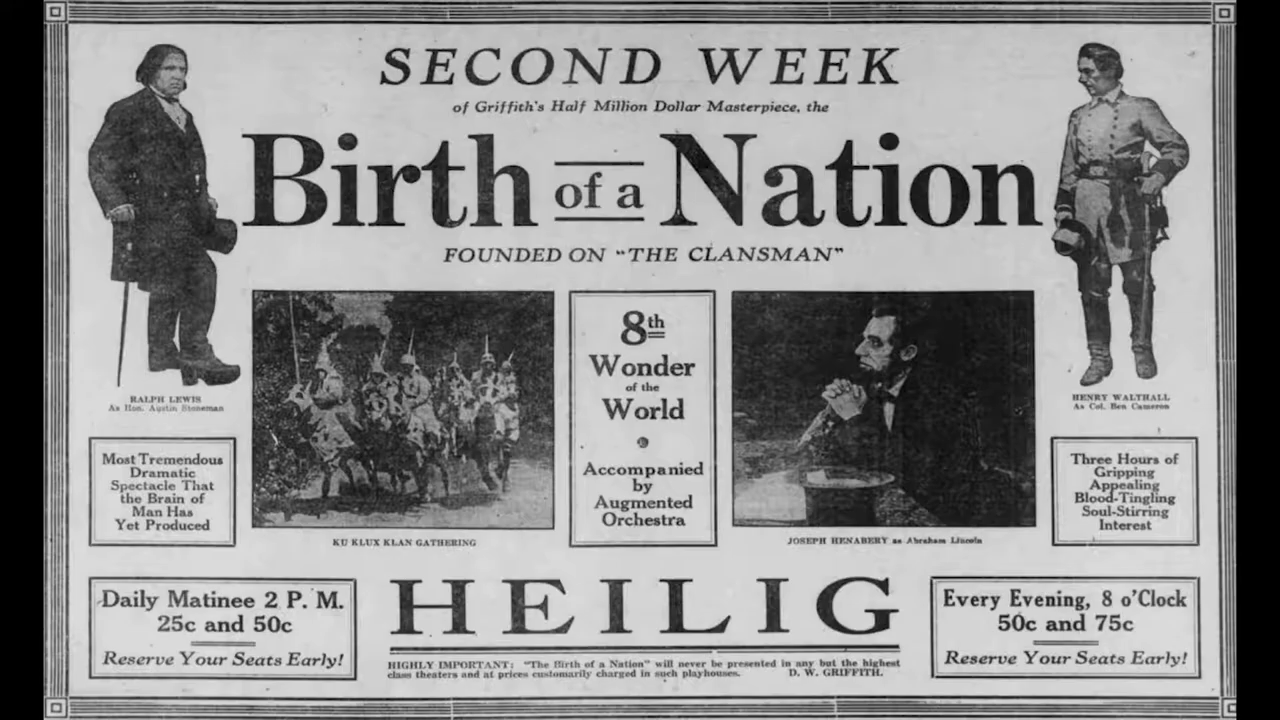 SECOND WEEK
of Griffith's Half Million Dollar Masterpiece, the
Birth of a Nation
FOUNDED ON "THE CLANSMAN"
RALPH LEWIS
As Hon. Austin Stoneman
Most Tremendous
Dramatic
Spectacle That
the Brain of
Man Has
Yet Produced
KU KLUX KLAN GATHERING
8th
Wonder
of the
World
Accompanied
by
Augmented
Orchestra
JOSEPH HENABERY as Abraham Lincoln
HENRY WALTHALL
As Col. Ben Cameron
Three Hours of
Gripping
Appealing
Blood-Tingling
Soul-Stirring
Interest
Daily Matinee 2 P. M.
25c and 50c
Reserve Your Seats Early!
HEILIG
HIGHLY IMPORTANT: "The Birth of a Nation" will never be presented in any but the highest
class theaters and at prices customarily charged in such playhouses. D. W. GRIFFITH.
Every Evening, 8 o'Clock
50c and 75c
Reserve Your Seats Early!